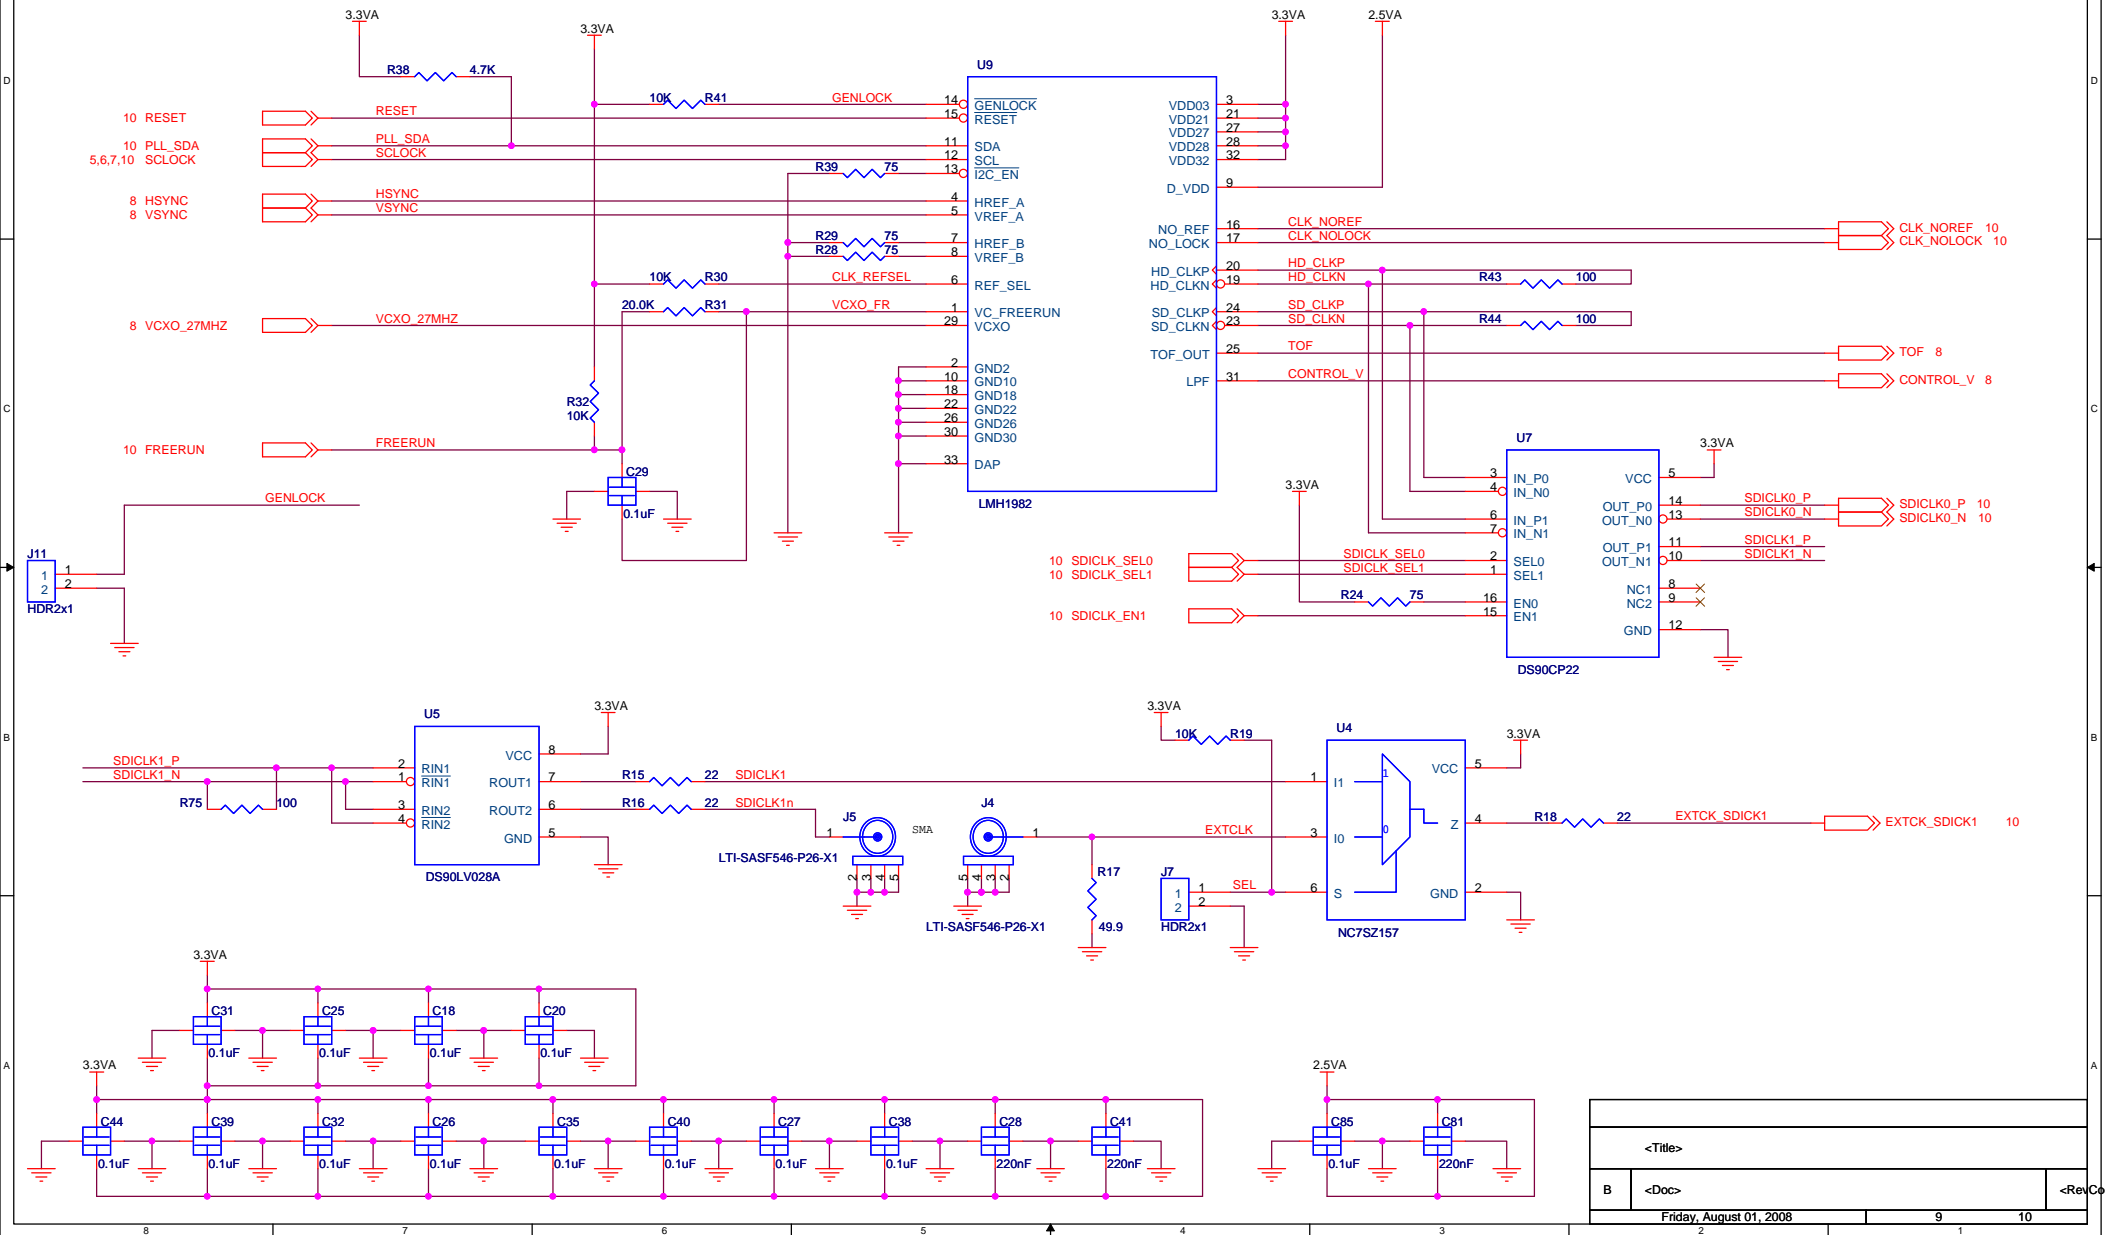 3.3VA
3.3VA
3.3VA
2.5VA
D
D
R38 4.7K
U9
10K R41 GENLOCK 14 GENLOCK
10 RESET RESET 15 RESET
10 PLL_SDA PLL_SDA 11 SDA
5,6,7,10 SCLOCK SCLOCK 12 SCL
R39 75 13 I2C_EN
8 HSYNC HSYNC 4 HREF_A
8 VSYNC VSYNC 5 VREF_A
R29 75 7 HREF_B
R28 75 8 VREF_B
10K R30 CLK_REFSEL 6 REF_SEL
20.0K R31 VCXO_FR 1 VC_FREERUN
8 VCXO_27MHZ VCXO_27MHZ 29 VCXO
2 GND2
10 GND10
18 GND18
22 GND22
26 GND26
30 GND30
33 DAP
VDD03 3
VDD21 21
VDD27 27
VDD28 28
VDD32 32
D_VDD 9
NO_REF 16 CLK_NOREF CLK_NOREF 10
NO_LOCK 17 CLK_NOLOCK CLK_NOLOCK 10
HD_CLKP 20 HD_CLKP
HD_CLKN 19 HD_CLKN R43 100
SD_CLKP 24 SD_CLKP
SD_CLKN 23 SD_CLKN R44 100
TOF_OUT 25 TOF TOF 8
LPF 31 CONTROL_V CONTROL_V 8
LMH1982
C
C
R32
10K
10 FREERUN FREERUN
C29
0.1uF
GENLOCK
J11
1 1
2 2
HDR2x1
U7
3.3VA
3.3VA
3 IN_P0 VCC 5
4 IN_N0
OUT_P0 14 SDICLK0_P SDICLK0_P 10
6 IN_P1 OUT_N0 13 SDICLK0_N SDICLK0_N 10
7 IN_N1
OUT_P1 11 SDICLK1_P
10 SDICLK_SEL0 SDICLK_SEL0 2 SEL0 OUT_N1 10 SDICLK1_N
10 SDICLK_SEL1 SDICLK_SEL1 1 SEL1
NC1 8
R24 75 16 EN0 NC2 9
10 SDICLK_EN1 15 EN1
GND 12
DS90CP22
B
B
U5
3.3VA
VCC 8
SDICLK1_P 2 RIN1
SDICLK1_N 1 RIN1 ROUT1 7 R15 22 SDICLK1
R75 100 3 RIN2 ROUT2 6 R16 22 SDICLK1n
4 RIN2
GND 5
DS90LV028A
J5
1
SMA
LTI-SASF546-P26-X1
2 3 4 5
J4
1 EXTCLK
5 4 3 2
LTI-SASF546-P26-X1
R17
49.9
3.3VA
10K R19
J7
1 1 SEL
2 2
HDR2x1
U4
3.3VA
VCC 5
1 I1 1
3 I0 0
Z 4 R18 22 EXTCK_SDICK1 EXTCK_SDICK1 10
6 S GND 2
NC7SZ157
3.3VA
C31 C25 C18 C20
0.1uF 0.1uF 0.1uF 0.1uF
A
A
3.3VA
2.5VA
C44 C39 C32 C26 C35 C40 C27 C38 C28 C41 C85 C81
0.1uF 0.1uF 0.1uF 0.1uF 0.1uF 0.1uF 0.1uF 0.1uF 220nF 220nF 0.1uF 220nF
<Title>
B <Doc> <RevCo
Friday, August 01, 2008 9 10
8 7 6 5 4 3 2 1